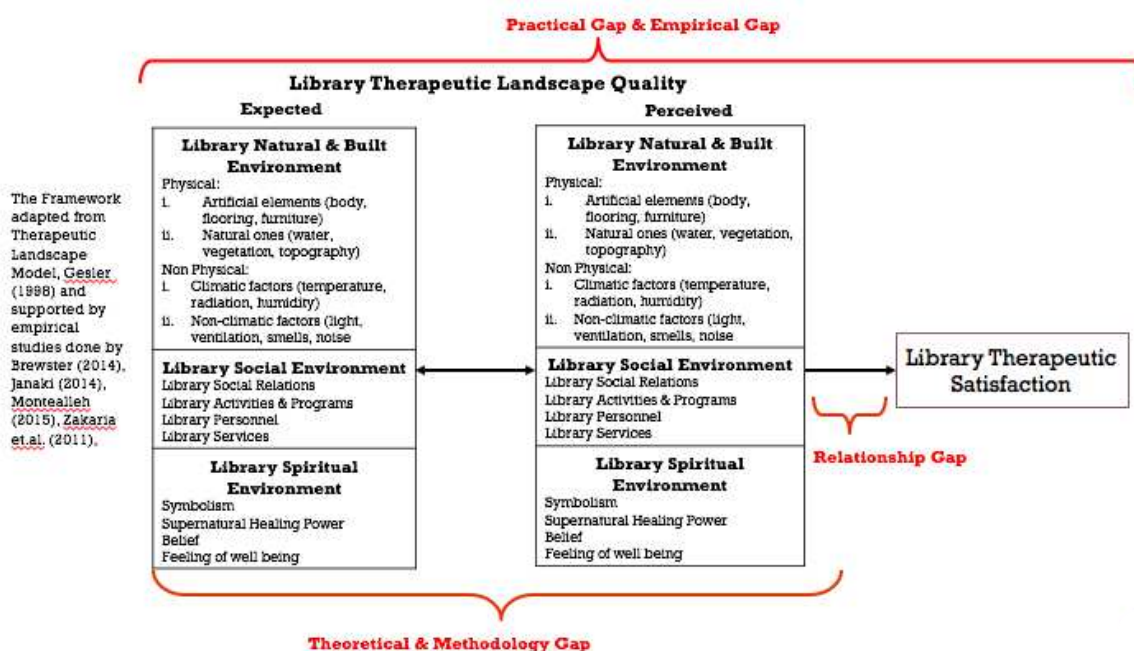 Practical Gap & Empirical Gap
Library Therapeutic Landscape Quality
The Framework
adapted from
Therapeutic
Landscape
Model, Gesler
(1998) and
supported by
empirical
studies done by
Brewster (2014),
Janaki (2014),
Montealleh
(2015), Zakaria
et.al. (2011),
Expected
Library Natural & Built
Environment
Physical:
i. Artificial elements (body,
flooring, furniture)
ii. Natural ones (water,
vegetation, topography)
Non Physical:
i. Climatic factors (temperature,
radiation, humidity)
ii. Non-climatic factors (light,
ventilation, smells, noise
Library Social Environment
Library Social Relations
Library Activities & Programs
Library Personnel
Library Services
Library Spiritual
Environment
Symbolism
Supernatural Healing Power
Belief
Feeling of well being
Perceived
Library Natural & Built
Environment
Physical:
i. Artificial elements (body,
flooring, furniture)
ii. Natural ones (water, vegetation,
topography)
Non Physical:
i. Climatic factors (temperature,
radiation, humidity)
ii. Non-climatic factors (light,
ventilation, smells, noise
Library Social Environment
Library Social Relations
Library Activities & Programs
Library Personnel
Library Services
Library Spiritual
Environment
Symbolism
Supernatural Healing Power
Belief
Feeling of well being
Library Therapeutic
Satisfaction
Relationship Gap
Theoretical & Methodology Gap